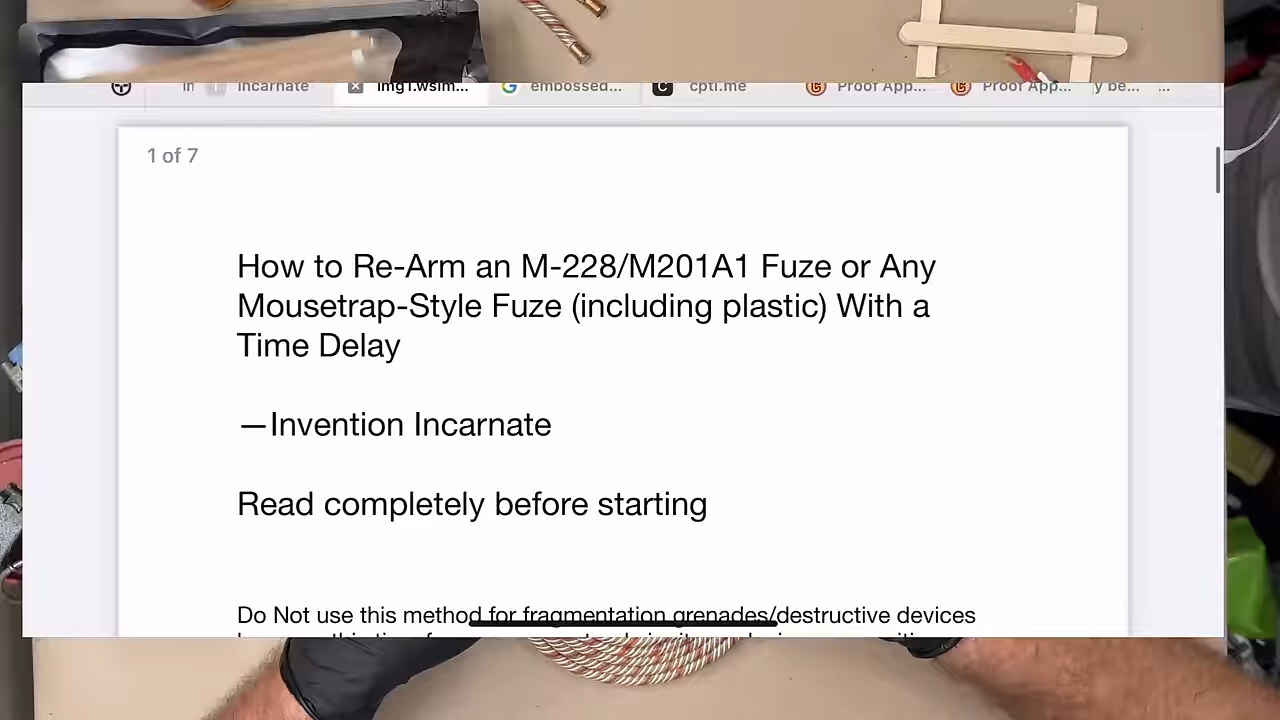 incarnate
img1.wsim...
embossed...
cptl.me
Proof App...
Proof App...
y be...
...
1 of 7
How to Re-Arm an M-228/M201A1 Fuze or Any
Mousetrap-Style Fuze (including plastic) With a
Time Delay
—Invention Incarnate
Read completely before starting
Do Not use this method for fragmentation grenades/destructive devices